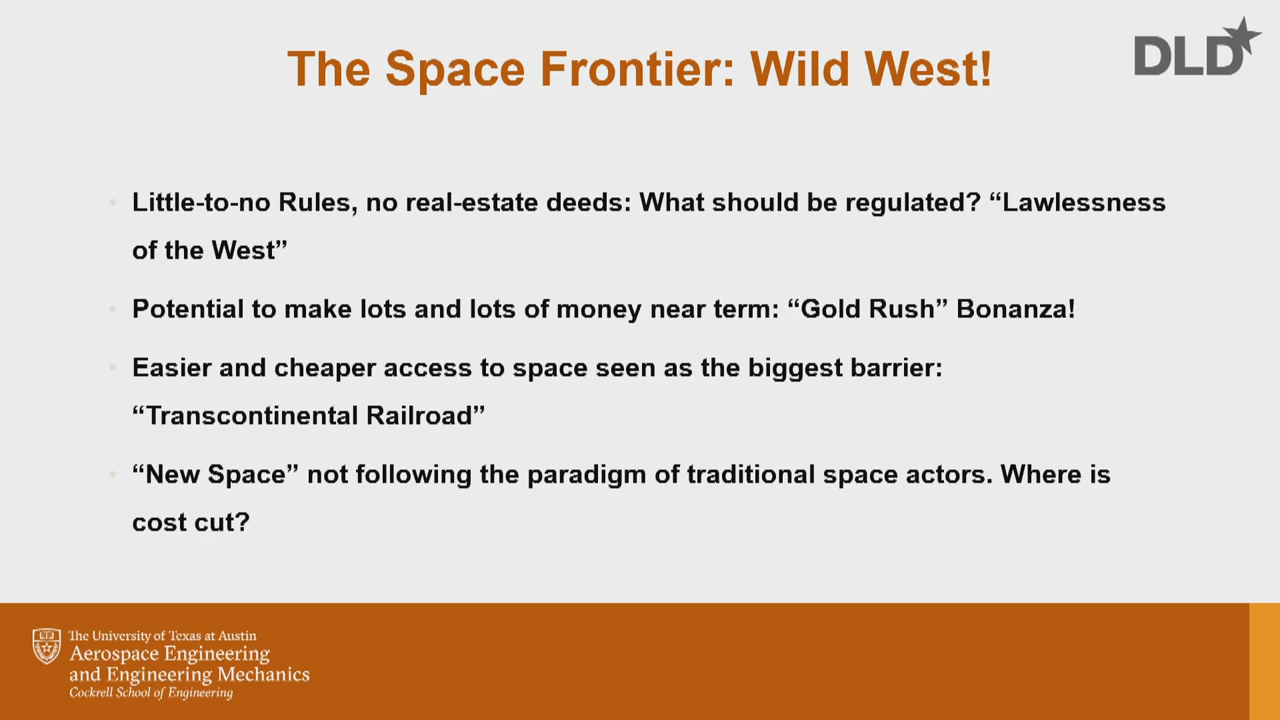 The Space Frontier: Wild West!
DLD
Little-to-no Rules, no real-estate deeds: What should be regulated? “Lawlessness
of the West”
Potential to make lots and lots of money near term: “Gold Rush” Bonanza!
Easier and cheaper access to space seen as the biggest barrier:
“Transcontinental Railroad”
“New Space” not following the paradigm of traditional space actors. Where is
cost cut?
The University of Texas at Austin
Aerospace Engineering
and Engineering Mechanics
Cockrell School of Engineering